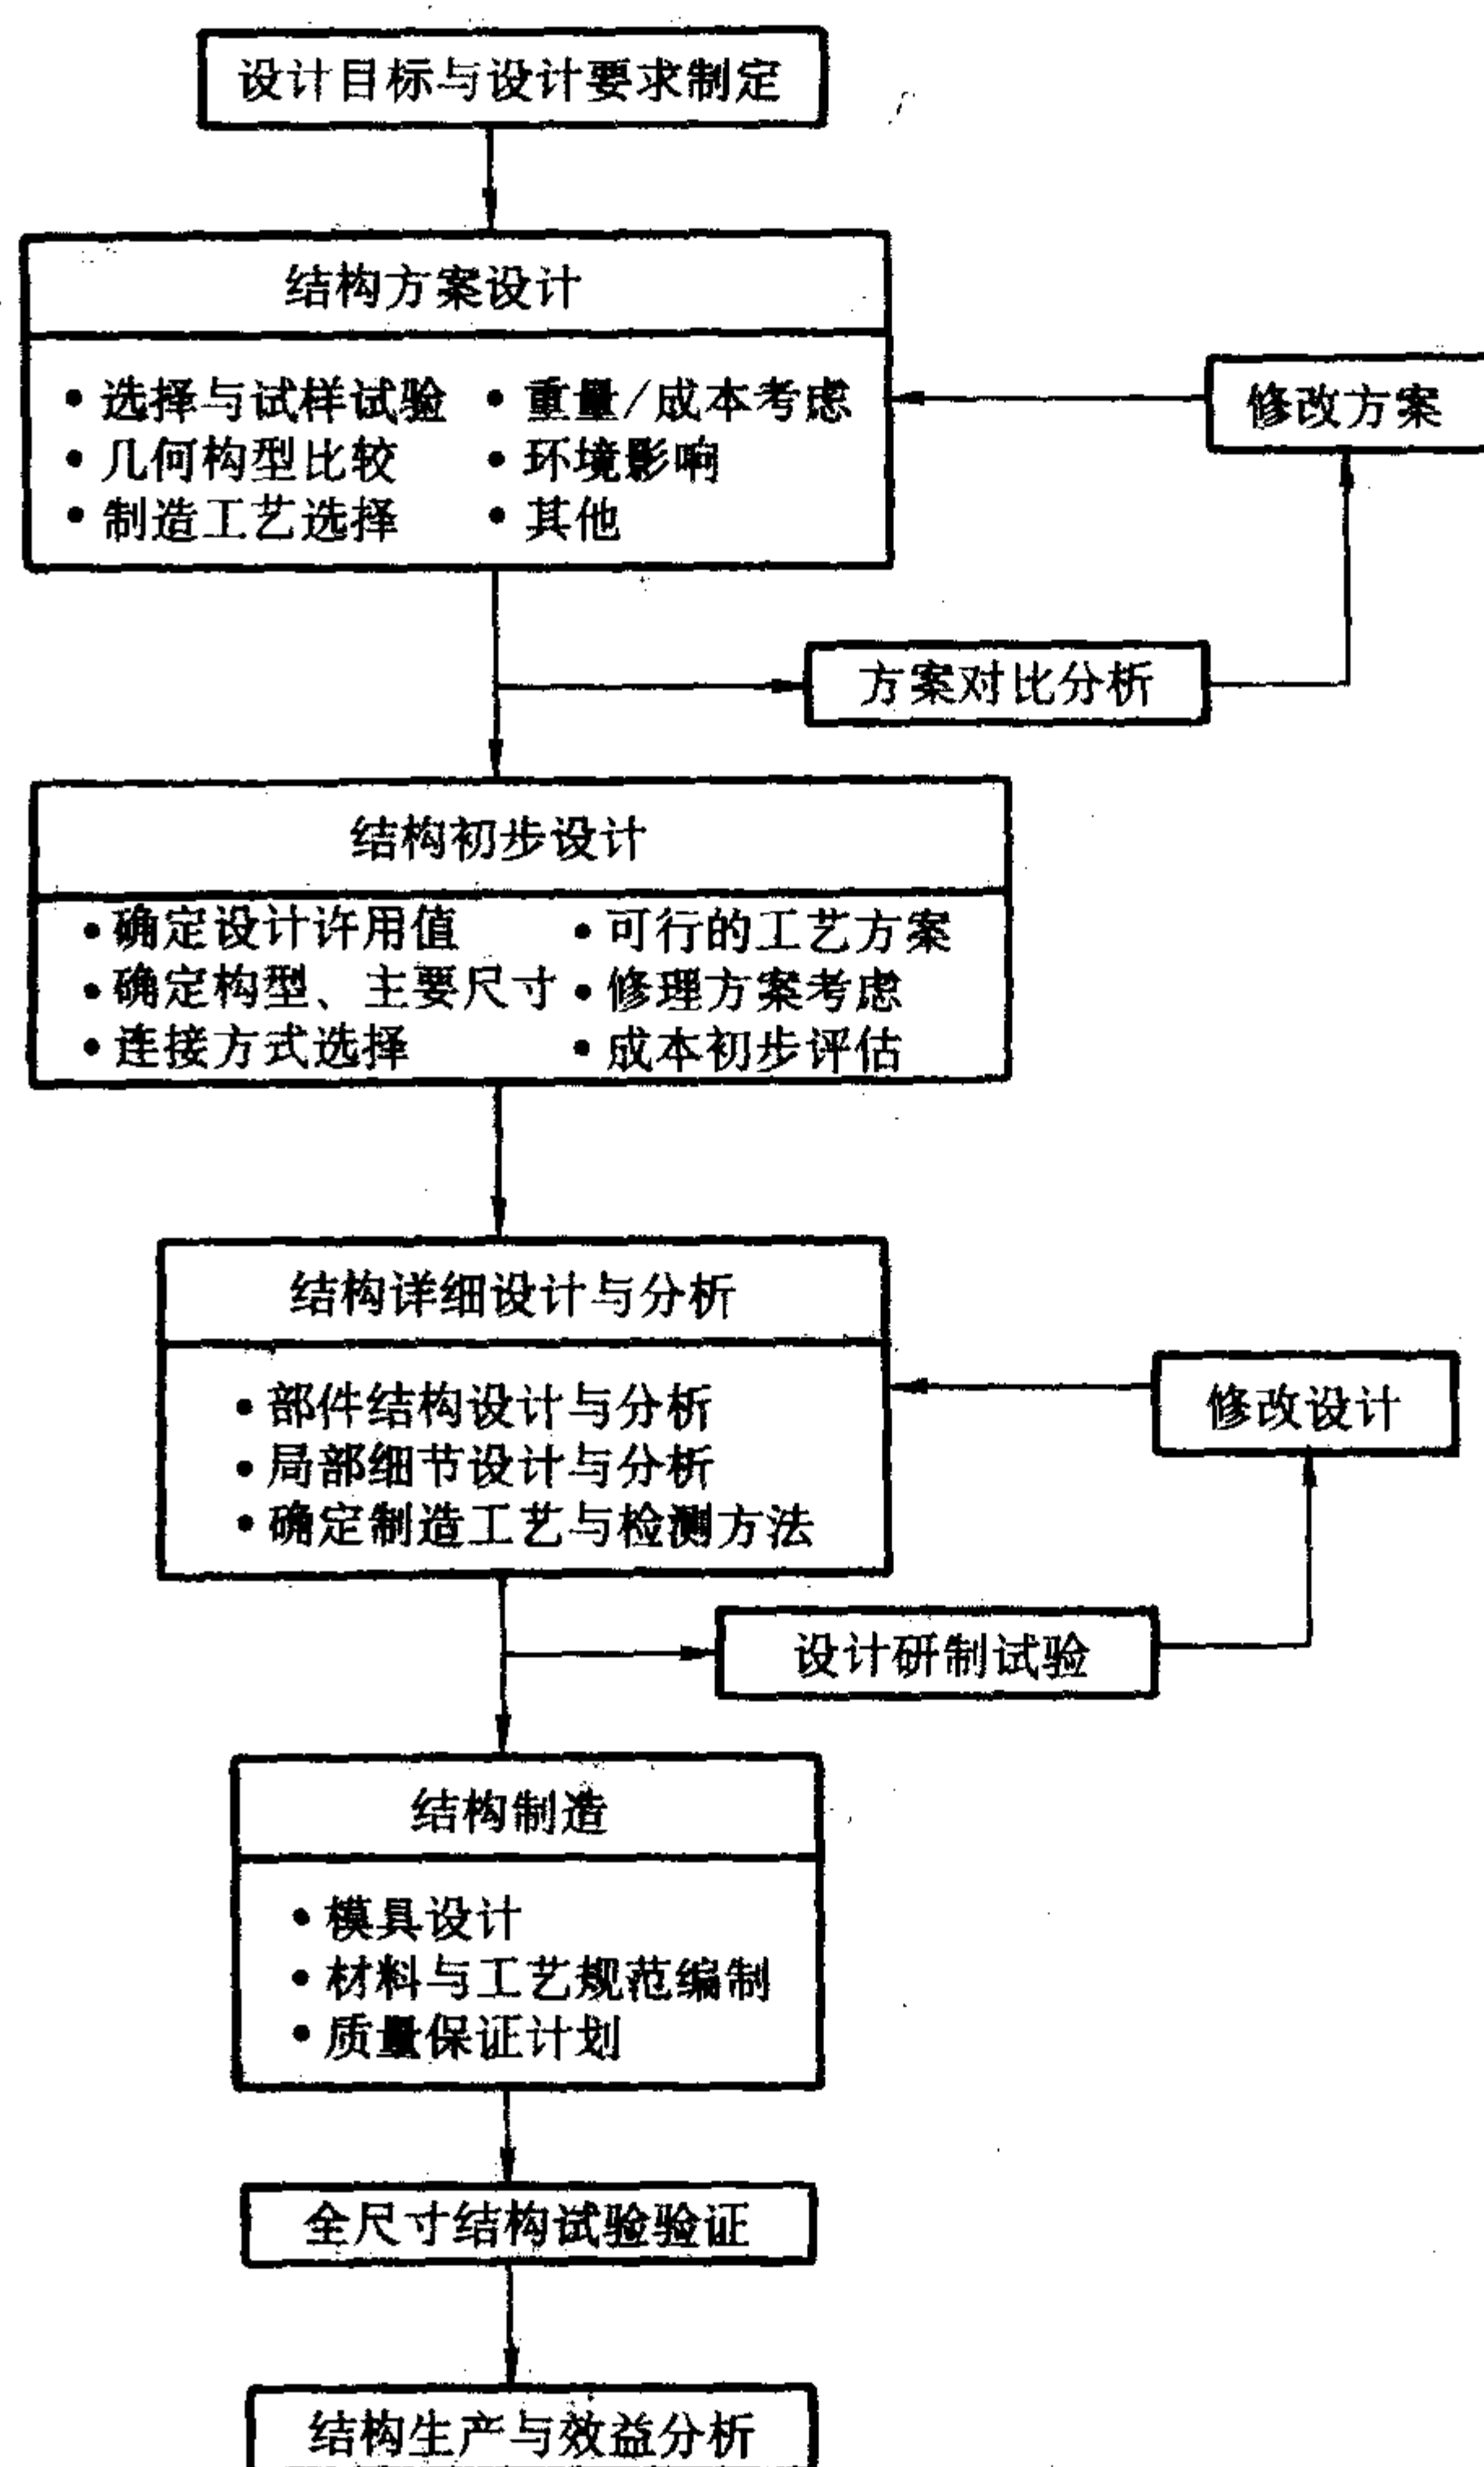 设计目标与设计要求制定
结构方案设计
• 选择与试样试验 • 重量/成本考虑
• 几何构型比较 • 环境影响
• 制造工艺选择 • 其他
修改方案
方案对比分析
结构初步设计
• 确定设计许用值 • 可行的工艺方案
• 确定构型、主要尺寸 • 修理方案考虑
• 连接方式选择 • 成本初步评估
结构详细设计与分析
• 部件结构设计与分析
• 局部细节设计与分析
• 确定制造工艺与检测方法
修改设计
设计研制试验
结构制造
• 模具设计
• 材料与工艺规范编制
• 质量保证计划
全尺寸结构试验验证
结构生产与效益分析